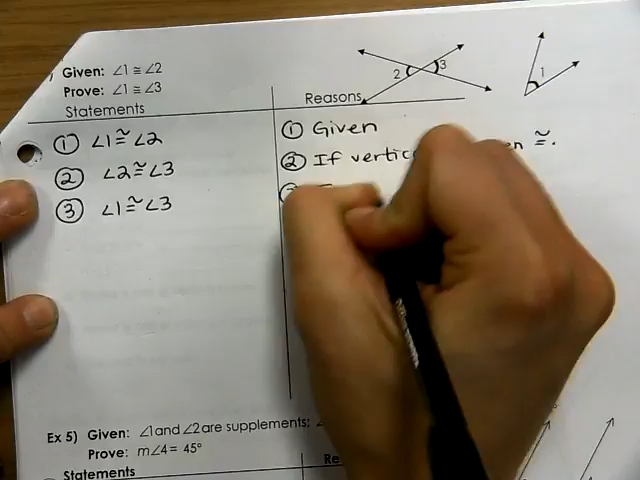 Given: ∠1 ≅ ∠2
Prove: ∠1 ≅ ∠3
Statements Reasons
2 3 1
① ∠1 ≅ ∠2 ① Given
② ∠2 ≅ ∠3 ② If ≅.
③ ∠1 ≅ ∠3
Ex 5) Given: ∠1 and ∠2 are supplements;
Prove: m∠4 = 45°
Statements